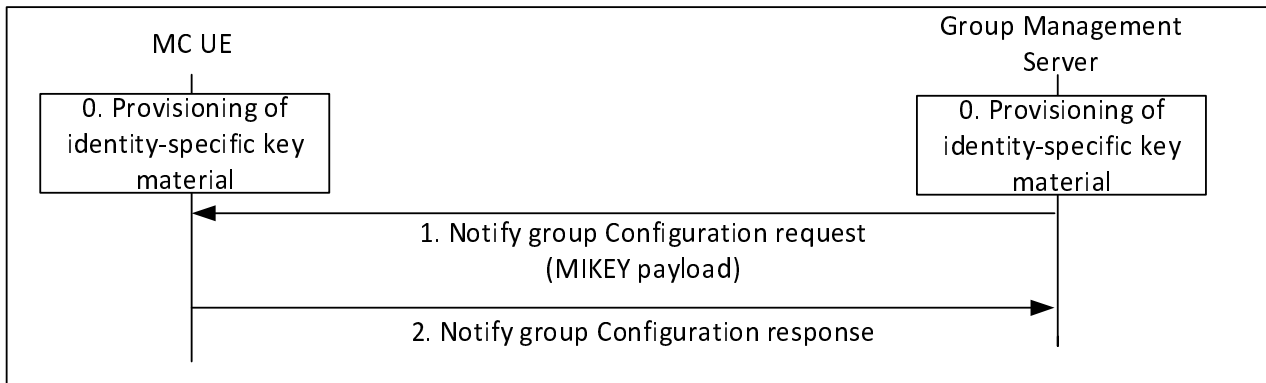 MC UE
Group Management
Server
0. Provisioning of
identity-specific key
material
0. Provisioning of
identity-specific key
material
1. Notify group Configuration request
(MIKEY payload)
2. Notify group Configuration response